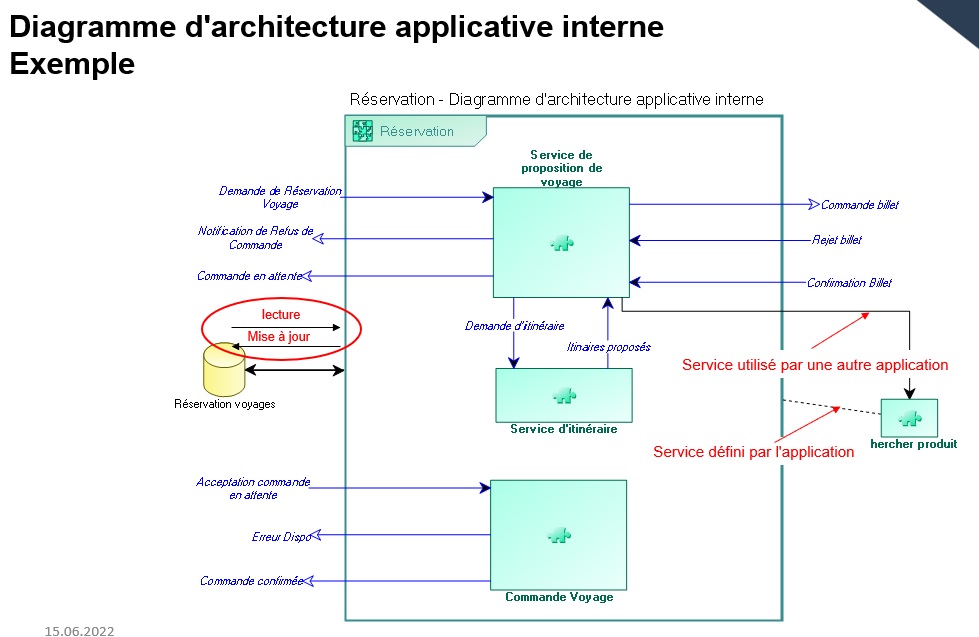 Diagramme d'architecture applicative interne
Exemple
Réservation - Diagramme d'architecture applicative interne
Réservation
Service de
proposition de
voyage
Demande de Réservation
Voyage
Commande billet
Notification de Refus de
Commande
Rejet billet
Commande en attente
Confirmation Billet
lecture
Mise à jour
Demande d'itinéraire
Itinaires proposés
Service utilisé par une autre application
Réservation voyages
Service d'itinéraire
hercher produit
Service défini par l'application
Acceptation commande
en attente
Erreur Dispo
Commande confirmée
Commande Voyage
15.06.2022